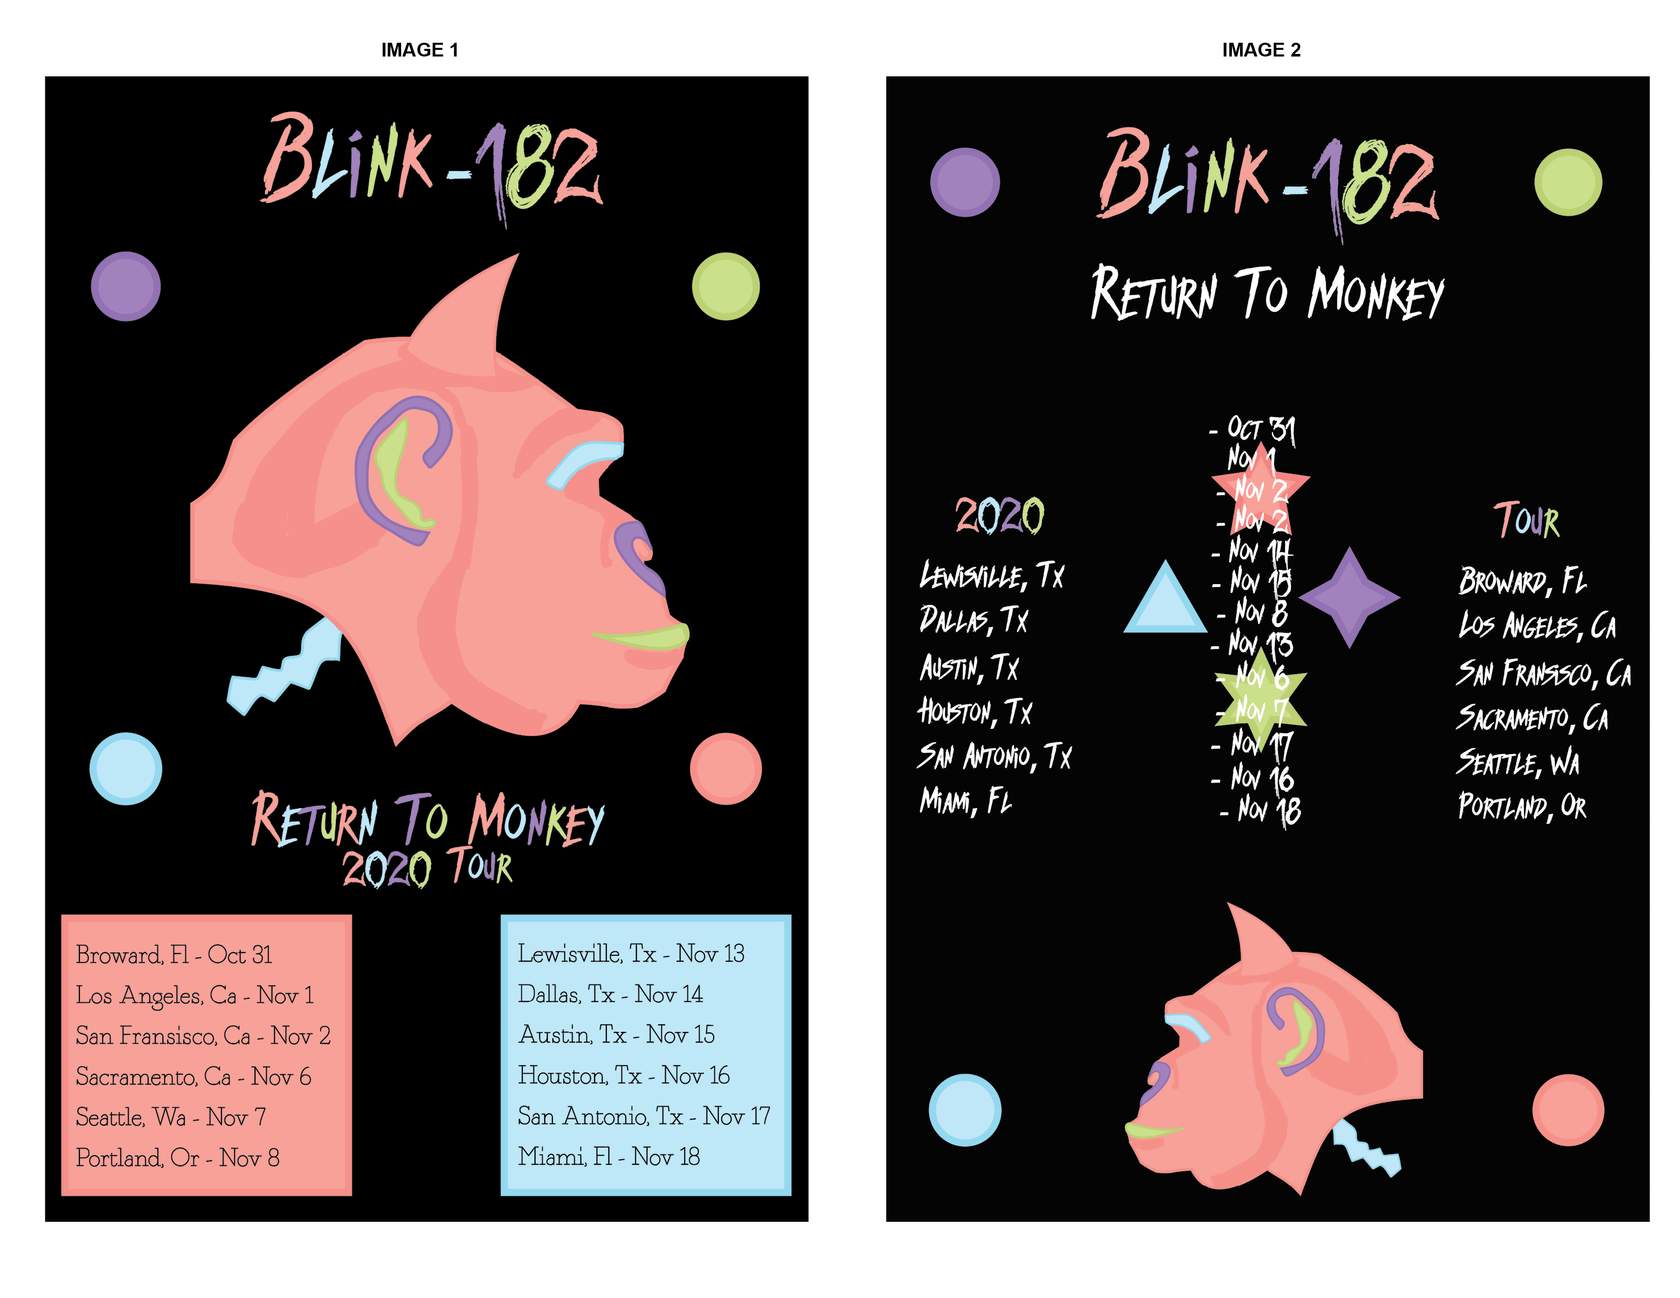 IMAGE 1
BLiNK-182
RETURN TO MONKEY
2020 TOUR
Broward, Fl - Oct 31
Los Angeles, Ca - Nov 1
San Fransisco, Ca - Nov 2
Sacramento, Ca - Nov 6
Seattle, Wa - Nov 7
Portland, Or - Nov 8
Lewisville, Tx - Nov 13
Dallas, Tx - Nov 14
Austin, Tx - Nov 15
Houston, Tx - Nov 16
San Antonio, Tx - Nov 17
Miami, Fl - Nov 18
IMAGE 2
BLiNK-182
RETURN TO MONKEY
2020
LEWiSViLLE, TX
DALLAS, TX
AUSTiN, TX
HOUSTON, TX
SAN ANTONiO, TX
MiAMi, FL
- OCT 31
NOV 1
- NOV 2
- NOV 2
- NOV 14
- NOV 15
- NOV 8
- NOV 13
- NOV 6
- NOV 7
- NOV 17
- NOV 16
- NOV 18
TOUR
BROWARD, FL
LOS ANGELES, CA
SAN FRANSiSCO, CA
SACRAMENTO, CA
SEATTLE, WA
PORTLAND, OR